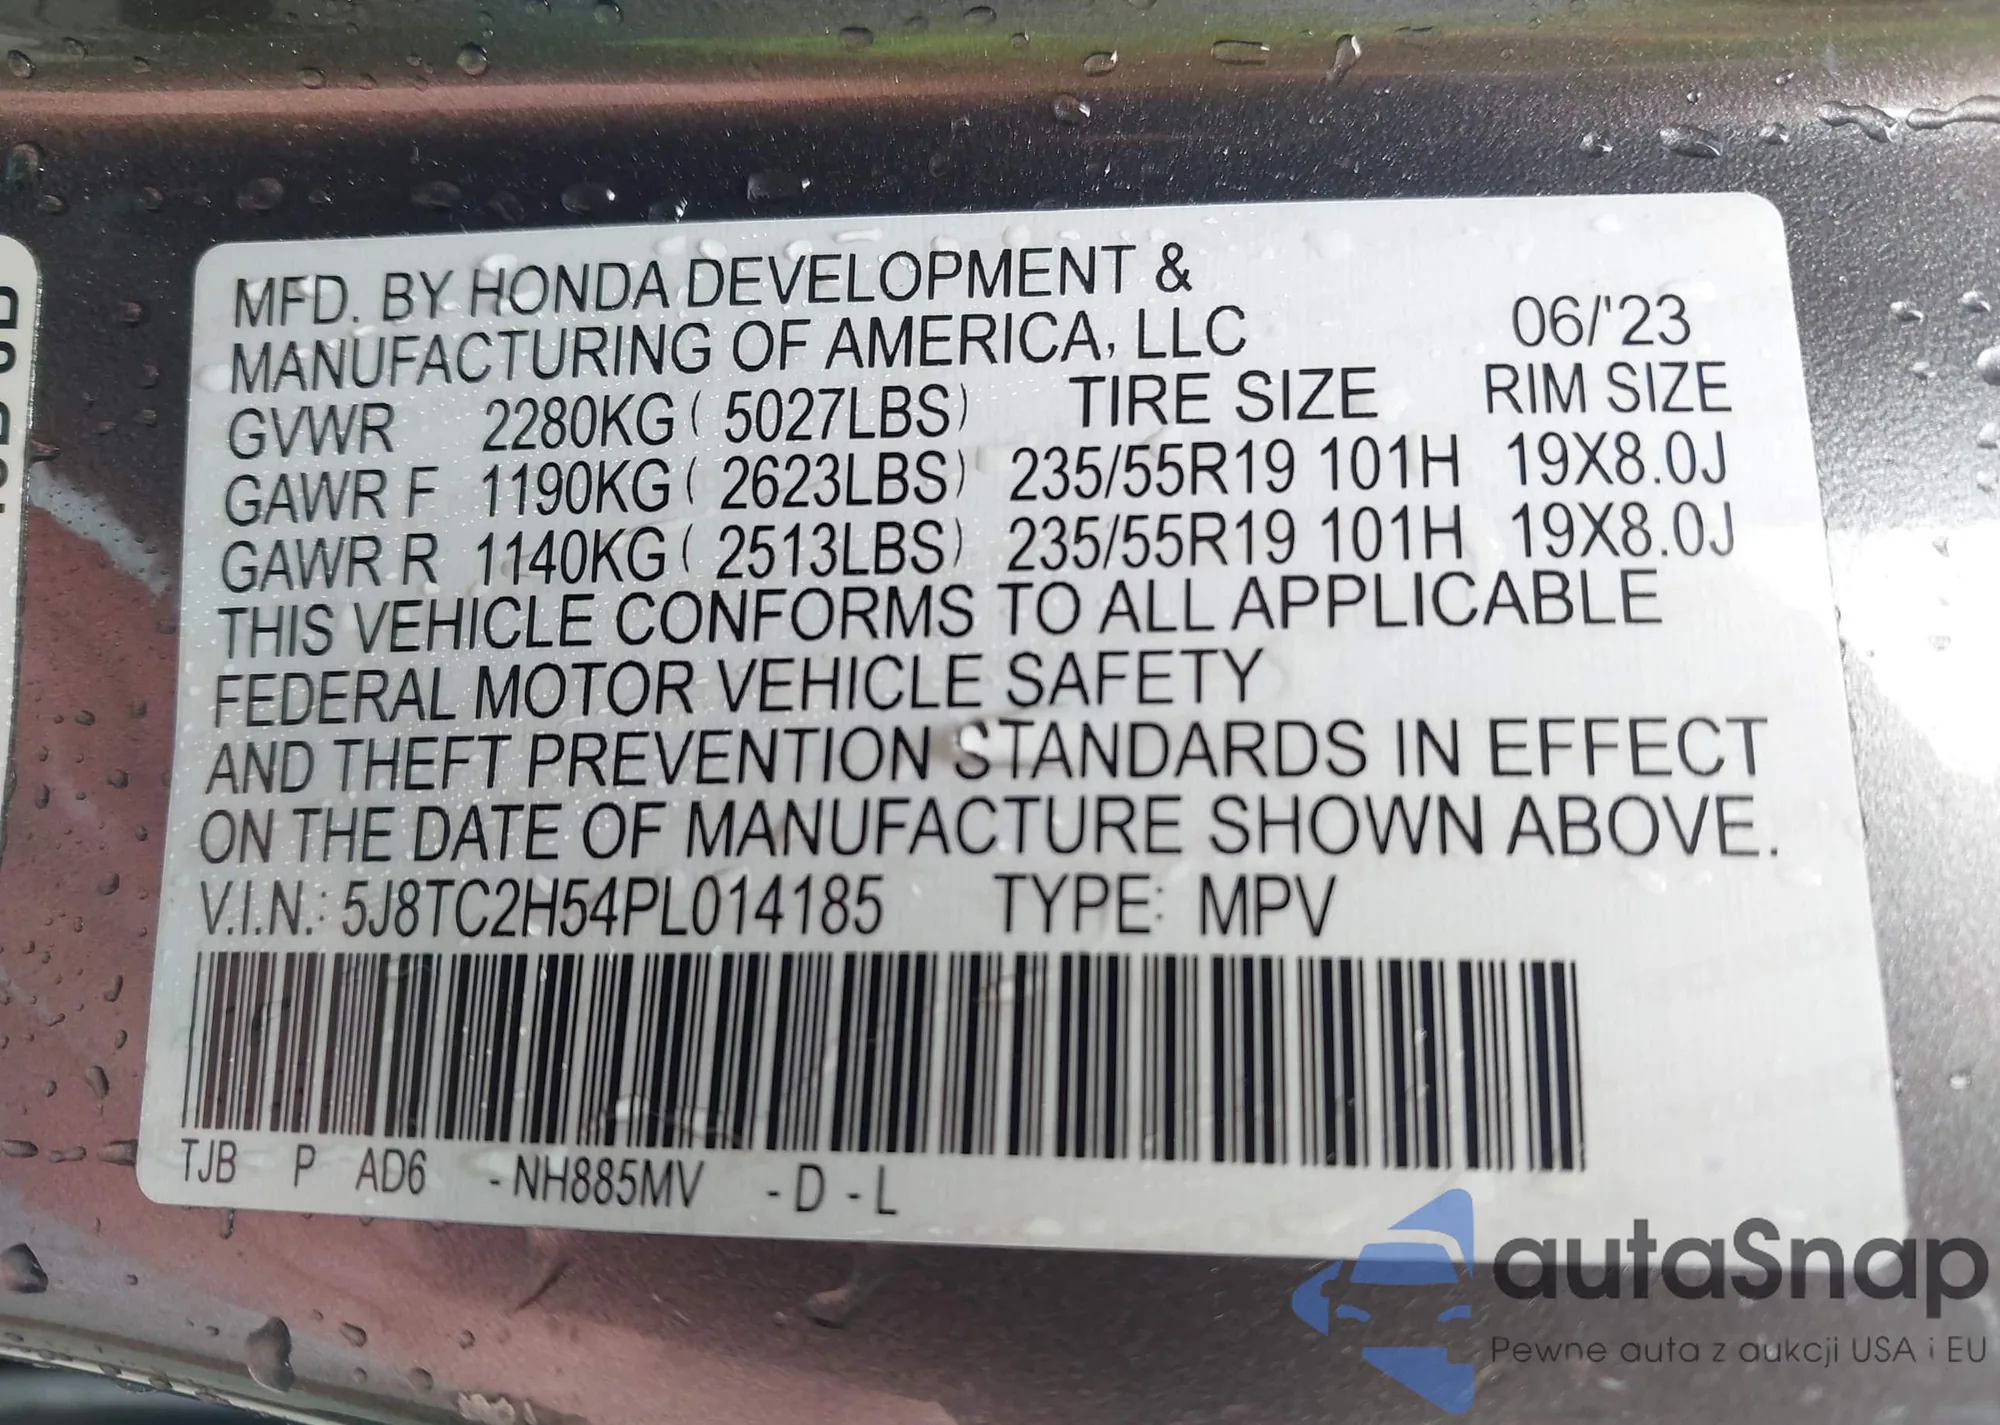 MFD. BY HONDA DEVELOPMENT &
MANUFACTURING OF AMERICA, LLC 06/'23
GVWR 2280KG ( 5027LBS) TIRE SIZE RIM SIZE
GAWR F 1190KG ( 2623LBS) 235/55R19 101H 19X8.0J
GAWR R 1140KG ( 2513LBS) 235/55R19 101H 19X8.0J
THIS VEHICLE CONFORMS TO ALL APPLICABLE
FEDERAL MOTOR VEHICLE SAFETY
AND THEFT PREVENTION STANDARDS IN EFFECT
ON THE DATE OF MANUFACTURE SHOWN ABOVE.
V.I.N.: 5J8TC2H54PL014185 TYPE: MPV
TJB P AD6 - NH885MV - D - L
autaSnap
Pewne auta z aukcji USA i EU